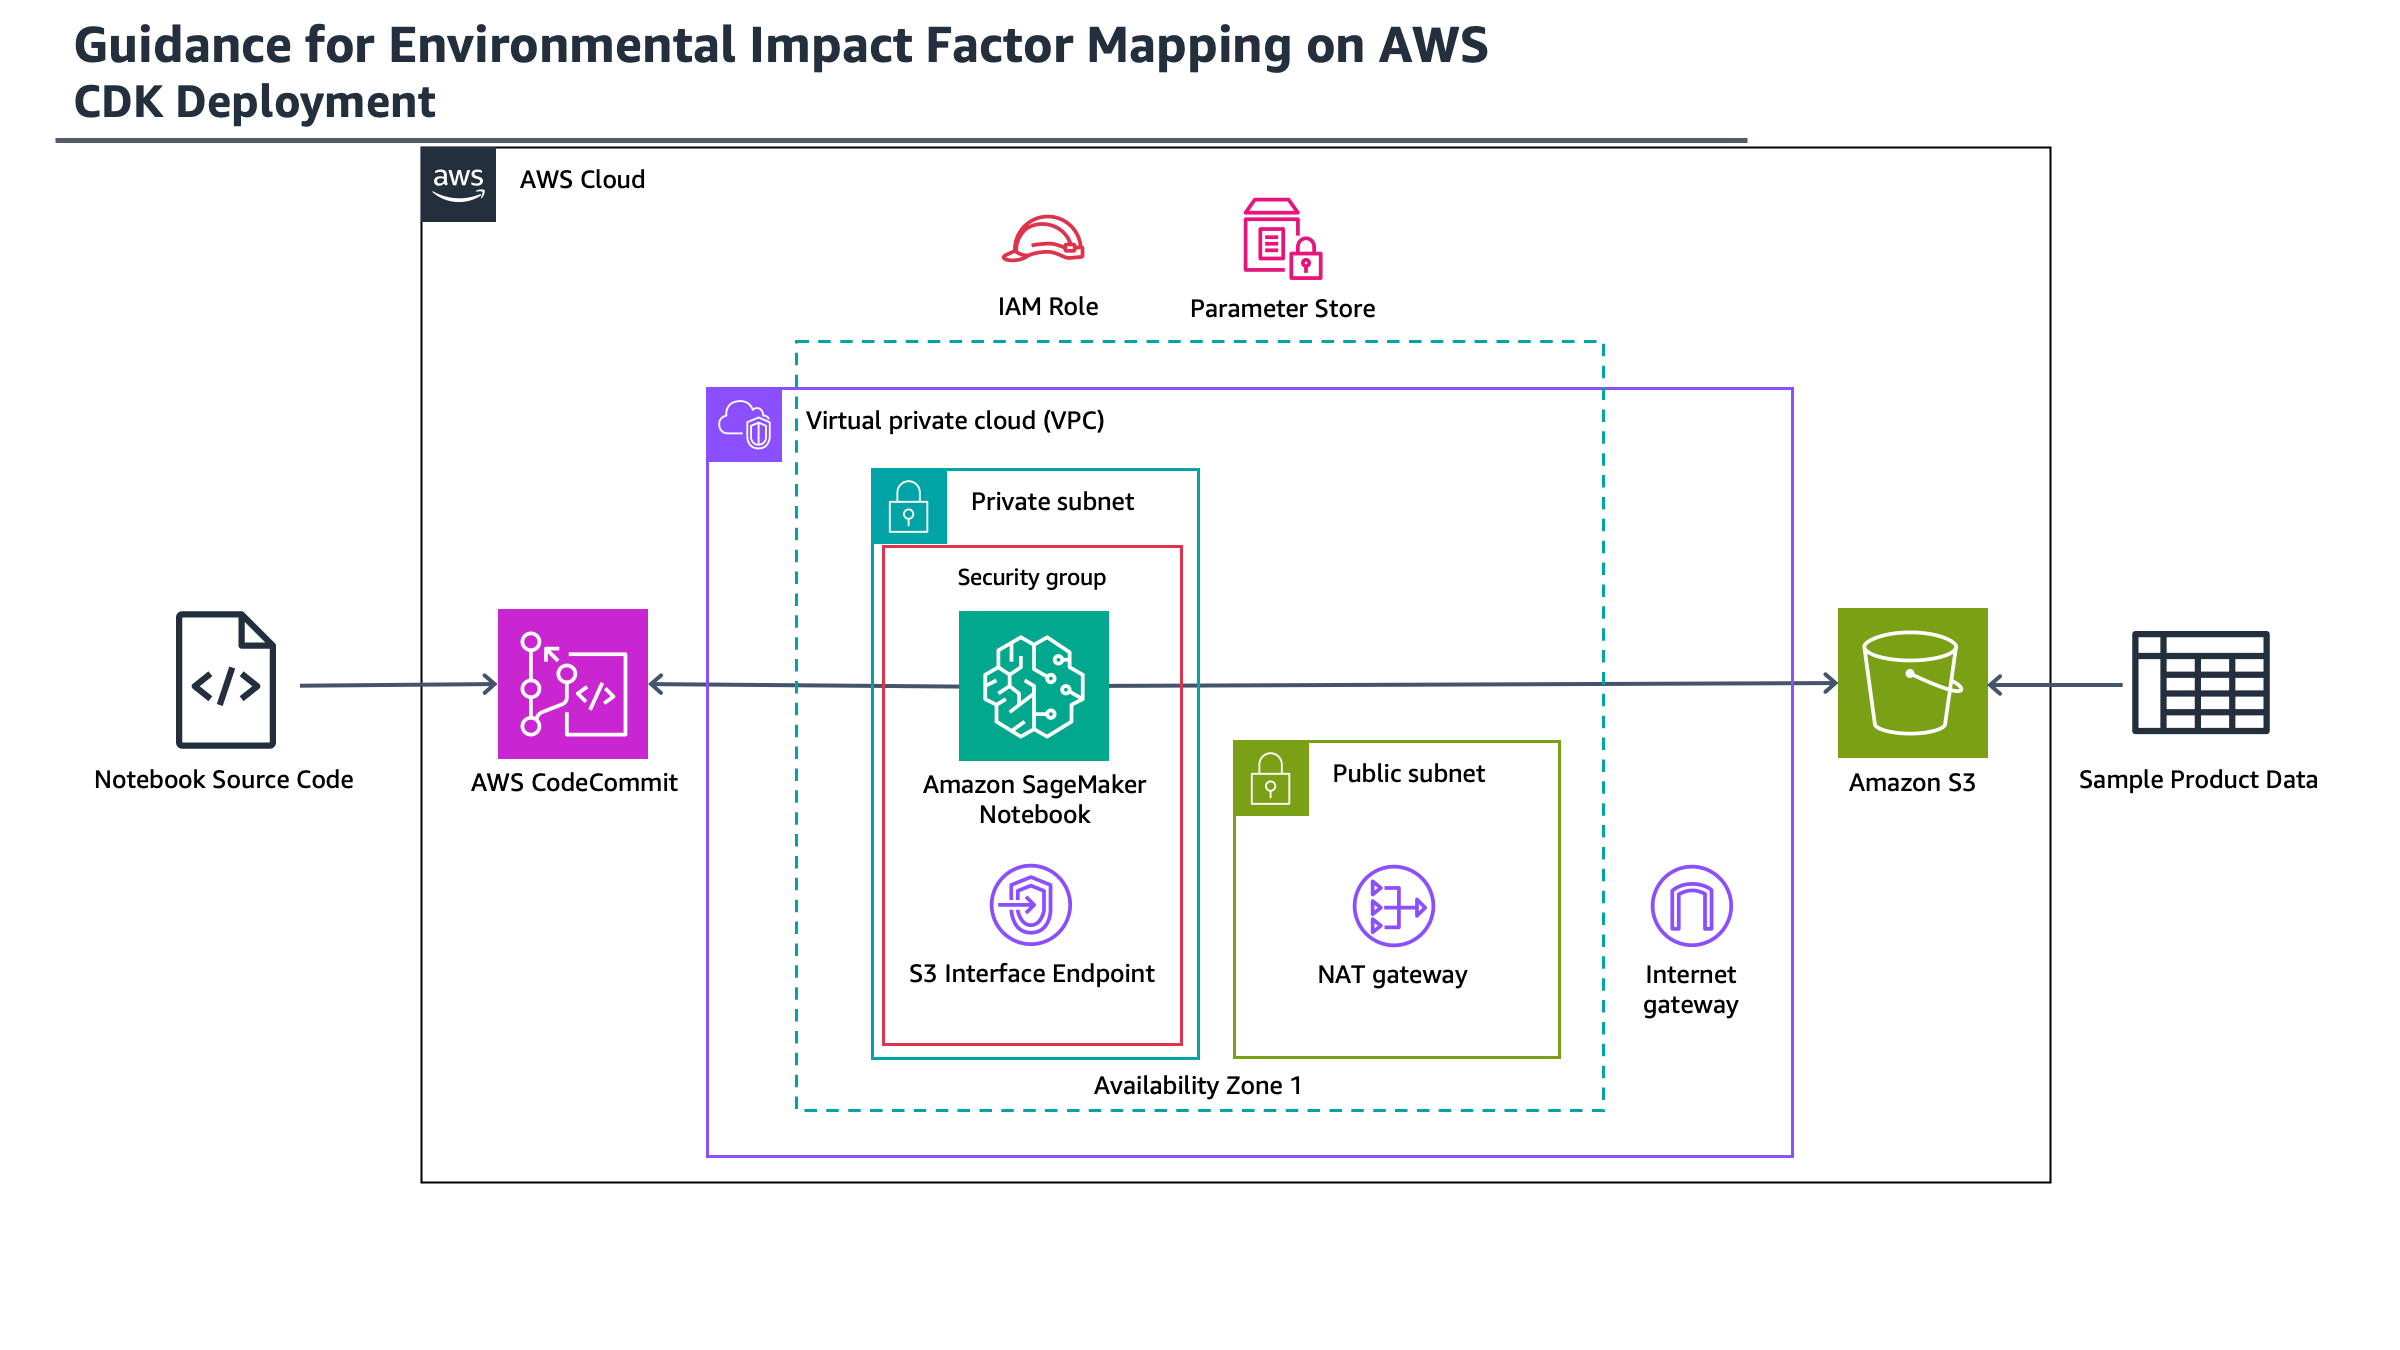 Guidance for Environmental Impact Factor Mapping on AWS
CDK Deployment
aws
AWS Cloud
IAM Role
Parameter Store
Virtual private cloud (VPC)
Private subnet
Security group
</>
</>
Notebook Source Code
AWS CodeCommit
Amazon SageMaker
Notebook
Public subnet
Amazon S3
Sample Product Data
S3 Interface Endpoint
NAT gateway
Internet
gateway
Availability Zone 1